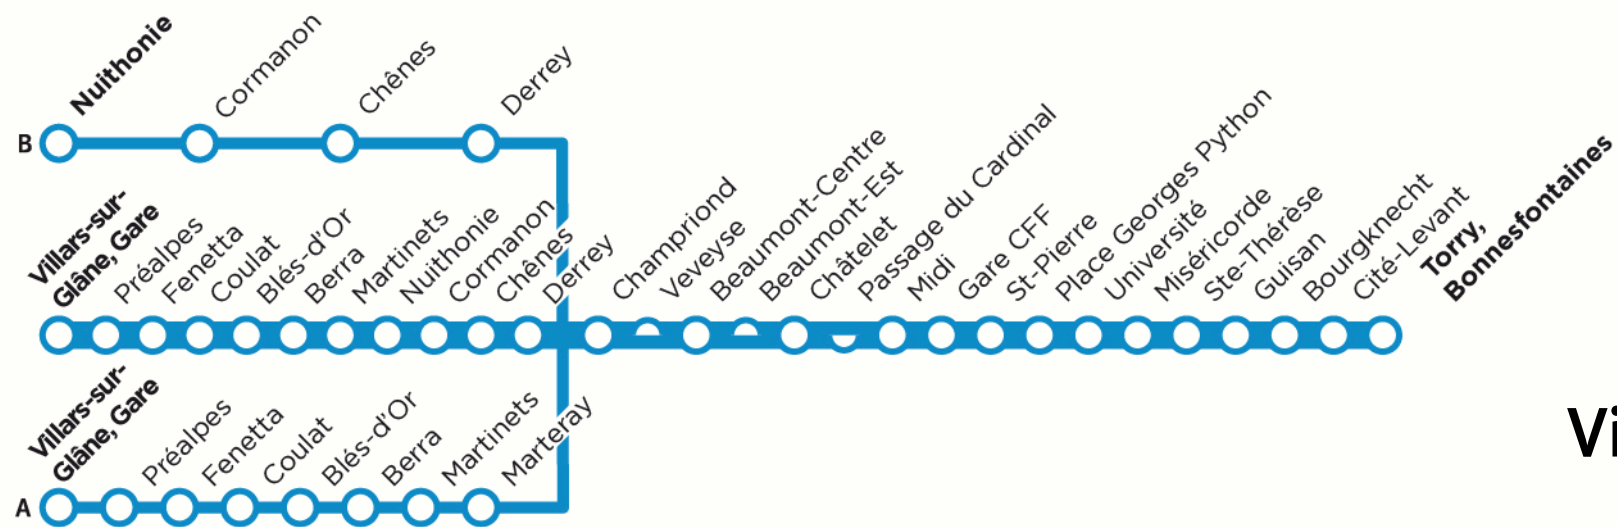 B
Nuithonie
Cormanon
Chênes
Derrey
Villars-sur-
Glâne, Gare
Préalpes
Fenetta
Coulat
Blés-d'Or
Berra
Martinets
Nuithonie
Cormanon
Chênes
Derrey
Champriond
Veveyse
Beaumont-Centre
Beaumont-Est
Châtelet
Passage du Cardinal
Midi
Gare CFF
St-Pierre
Place Georges Python
Université
Miséricorde
Ste-Thérèse
Guisan
Bourgknecht
Cité-Levant
Torry,
Bonnesfontaines
A
Villars-sur-
Glâne, Gare
Préalpes
Fenetta
Coulat
Blés-d'Or
Berra
Martinets
Marteray
Vi